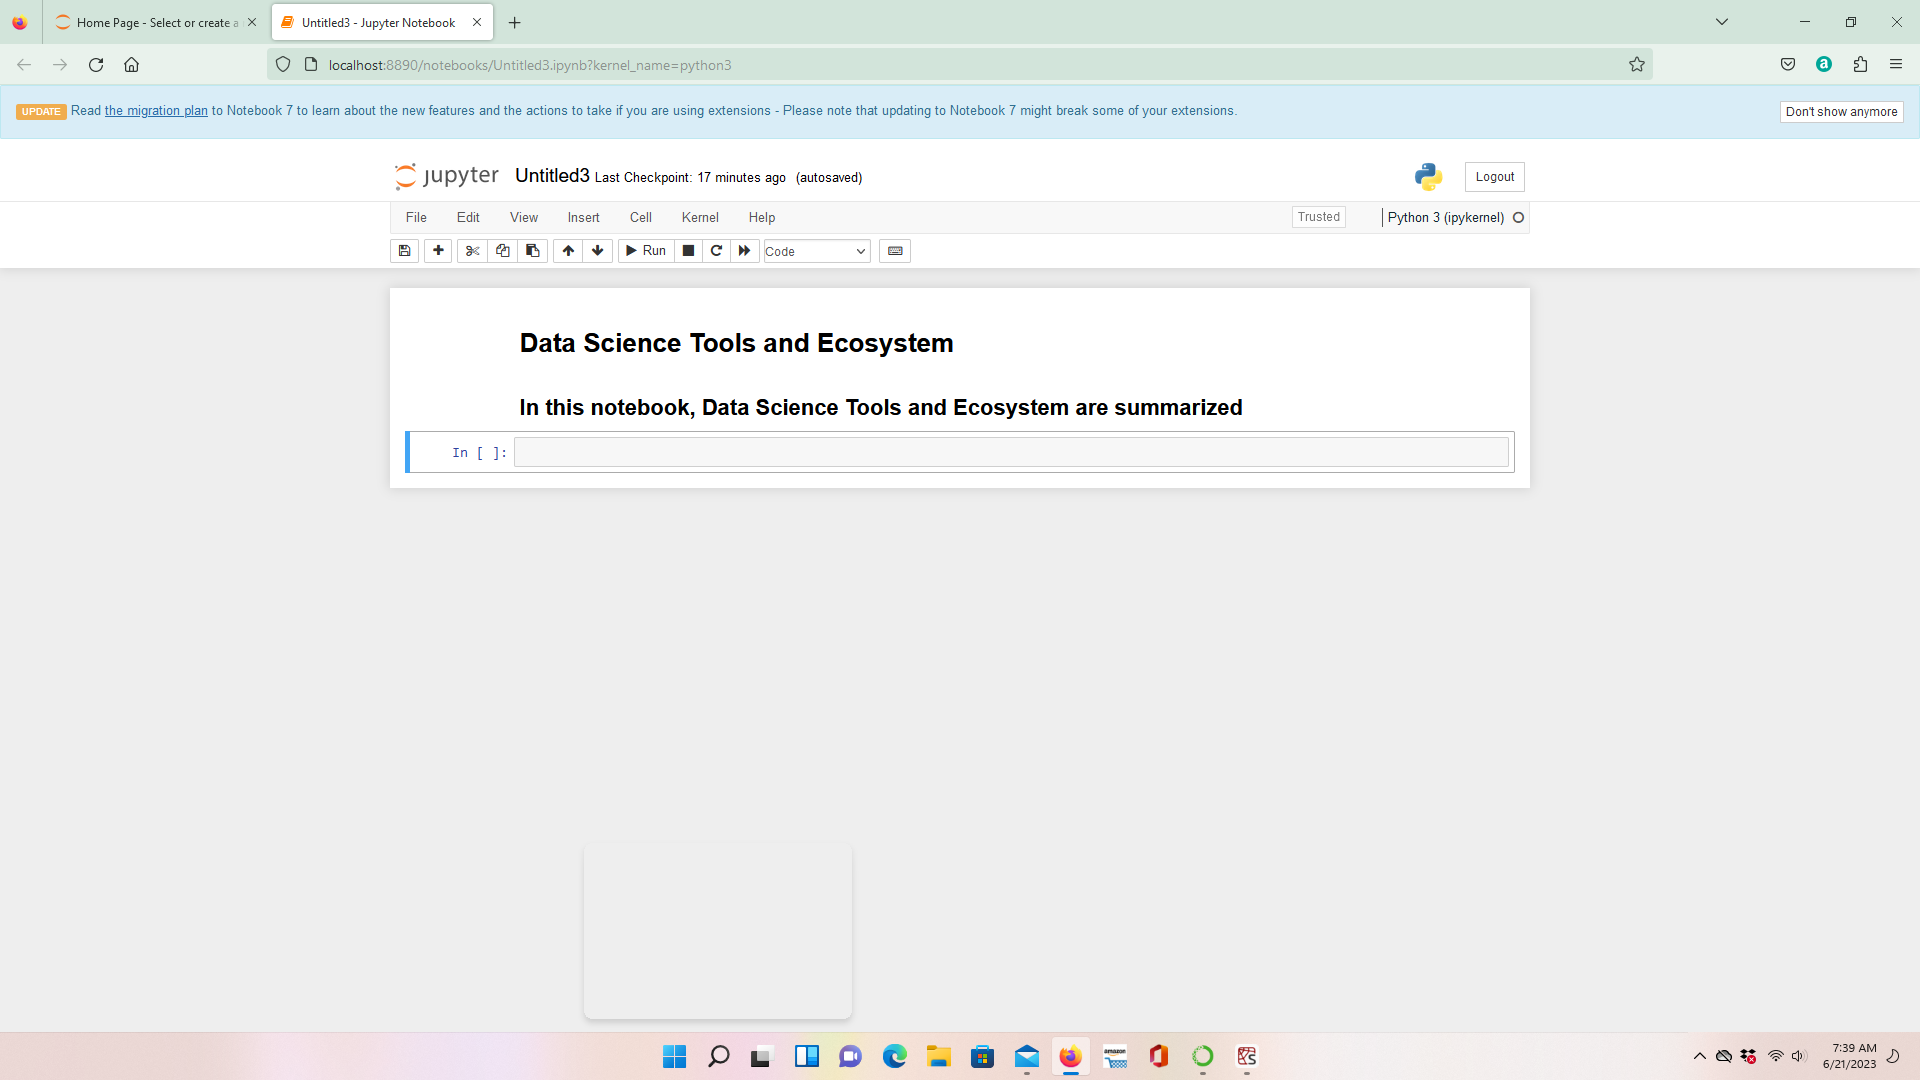 Home Page - Select or create a
Untitled3 - Jupyter Notebook
localhost:8890/notebooks/Untitled3.ipynb?kernel_name=python3
a
UPDATE Read the migration plan to Notebook 7 to learn about the new features and the actions to take if you are using extensions - Please note that updating to Notebook 7 might break some of your extensions.
Don't show anymore
jupyter Untitled3 Last Checkpoint: 17 minutes ago (autosaved)
Logout
File Edit View Insert Cell Kernel Help
Trusted
Python 3 (ipykernel)
Run
Code
Data Science Tools and Ecosystem
In this notebook, Data Science Tools and Ecosystem are summarized
In [ ]:
amazon
7:39 AM
6/21/2023